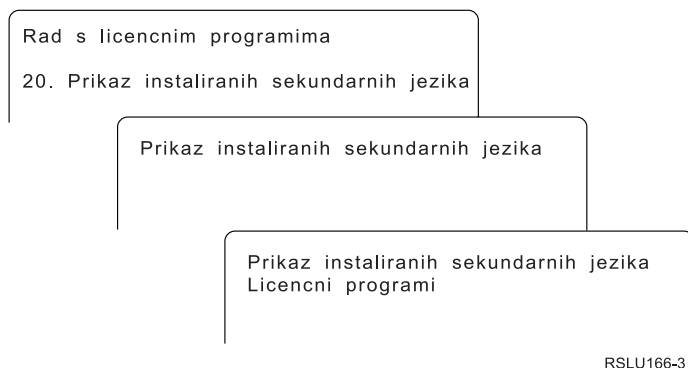 Rad s licencnim programima
20. Prikaz instaliranih sekundarnih jezika
Prikaz instaliranih sekundarnih jezika
Prikaz instaliranih sekundarnih jezika
Licencni programi
RSLU166-3